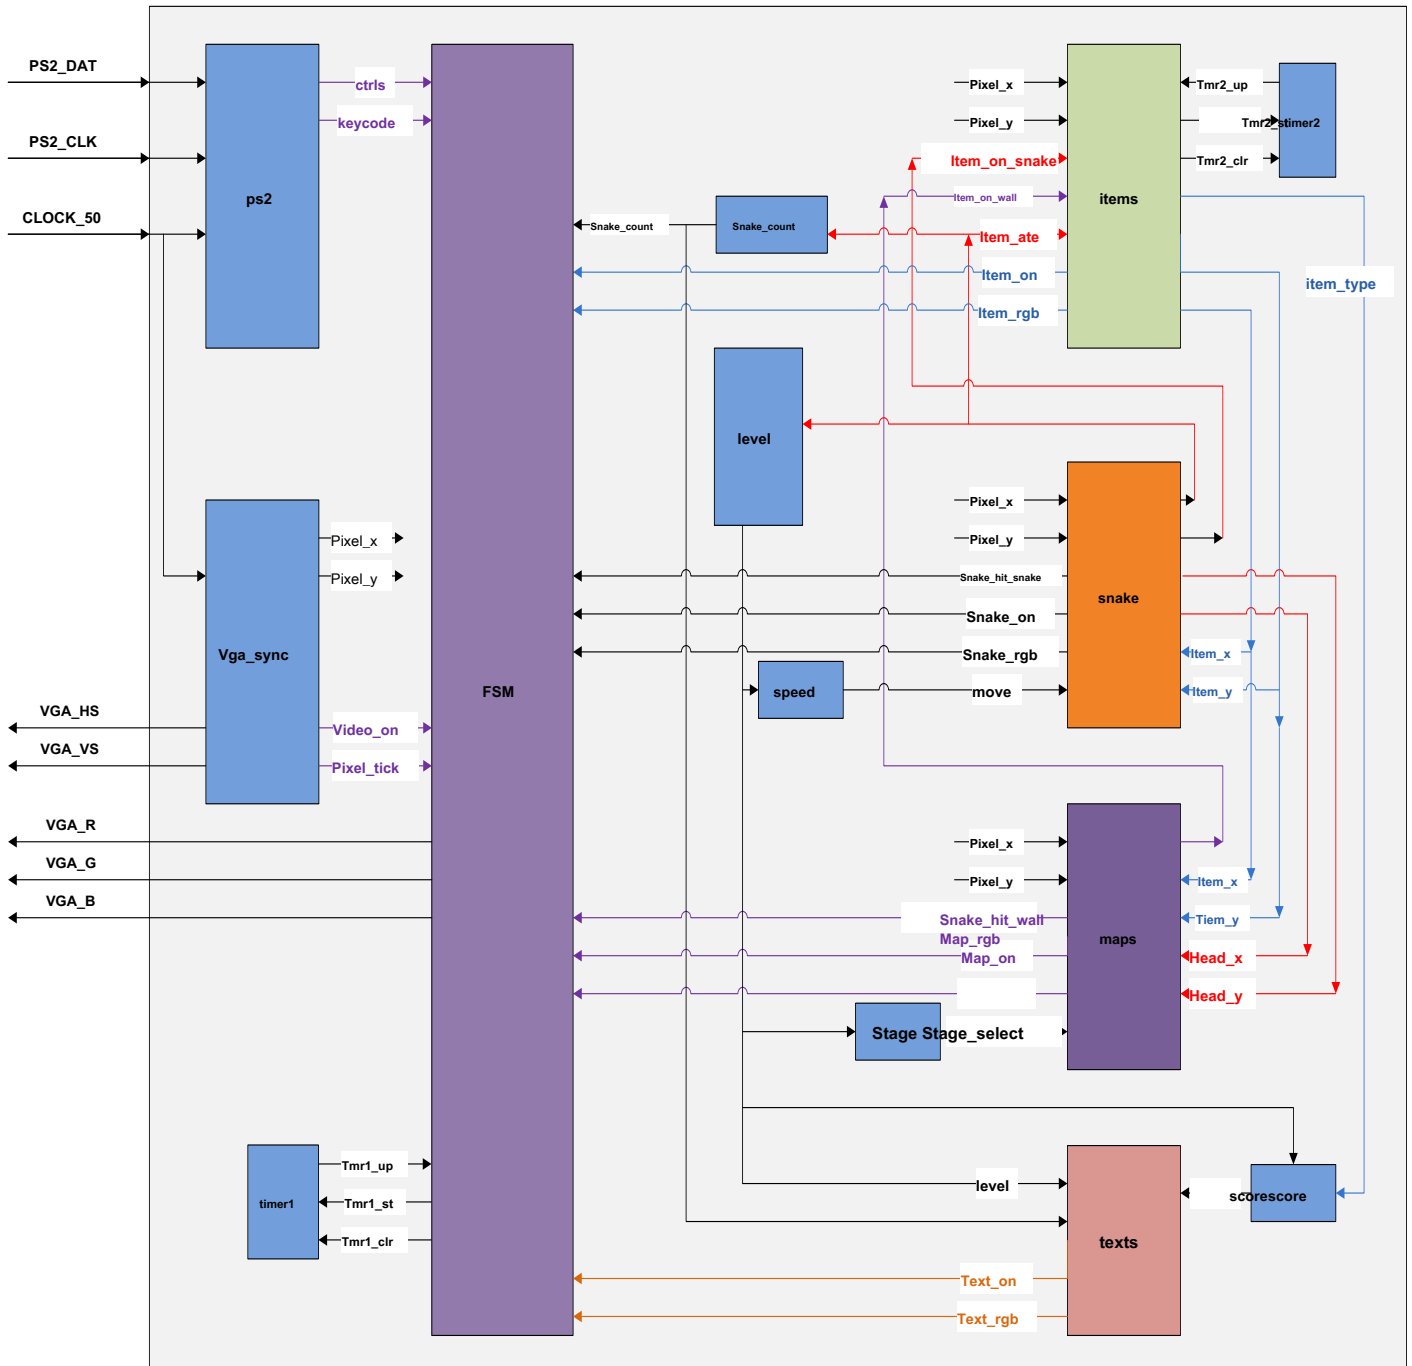 PS2_DAT
PS2_CLK
CLOCK_50
ps2
ctrls
keycode
Pixel_x
Pixel_y
Item_on_snake
Item_on_wall
Item_ate
Item_on
Item_rgb
items
Tmr2_up
Tmr2_st
timer2
Tmr2_clr
item_type
Snake_count
Snake_count
level
FSM
Vga_sync
Pixel_x
Pixel_y
Video_on
Pixel_tick
VGA_HS
VGA_VS
VGA_R
VGA_G
VGA_B
Pixel_x
Pixel_y
Snake_hit_snake
Snake_on
Snake_rgb
speed
move
snake
Item_x
Item_y
Pixel_x
Pixel_y
Snake_hit_wall
Map_rgb
Map_on
maps
Item_x
Tiem_y
Head_x
Head_y
Stage Stage_select
timer1
Tmr1_up
Tmr1_st
Tmr1_clr
level
texts
score
score
Text_on
Text_rgb